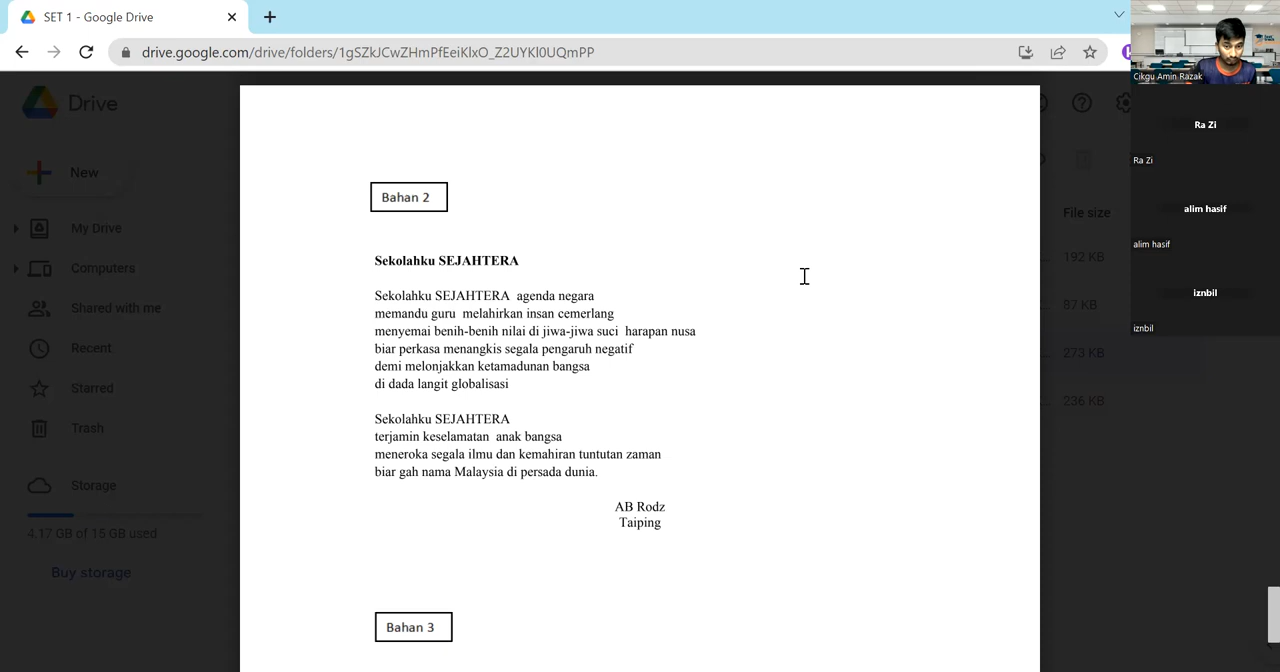 SET 1 - Google Drive
drive.google.com/drive/folders/1gSZkJCwZHmPfEeiKlxO_Z2UYKl0UQmPP
Drive
New
My Drive
Computers
Shared with me
Recent
Starred
Trash
Storage
4.17 GB of 15 GB used
Buy storage
Bahan 2
Sekolahku SEJAHTERA
Sekolahku SEJAHTERA agenda negara
memandu guru melahirkan insan cemerlang
menyemai benih-benih nilai di jiwa-jiwa suci harapan nusa
biar perkasa menangkis segala pengaruh negatif
demi melonjakkan ketamadunan bangsa
di dada langit globalisasi
Sekolahku SEJAHTERA
terjamin keselamatan anak bangsa
meneroka segala ilmu dan kemahiran tuntutan zaman
biar gah nama Malaysia di persada dunia.
AB Rodz
Taiping
Bahan 3
File size
192 KB
87 KB
273 KB
236 KB
Cikgu Amin Razak
Ra Zi
Ra Zi
alim hasif
alim hasif
iznbil
iznbil